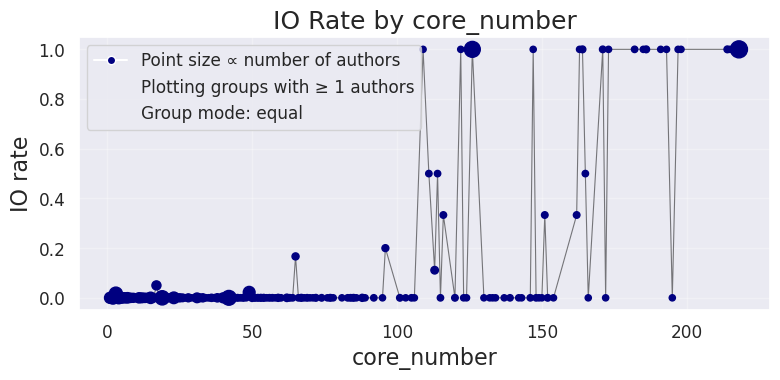 IO Rate by core_number
Point size ∝ number of authors
Plotting groups with ≥ 1 authors
Group mode: equal
IO rate
1.0
0.8
0.6
0.4
0.2
0.0
0 50 100 150 200
core_number